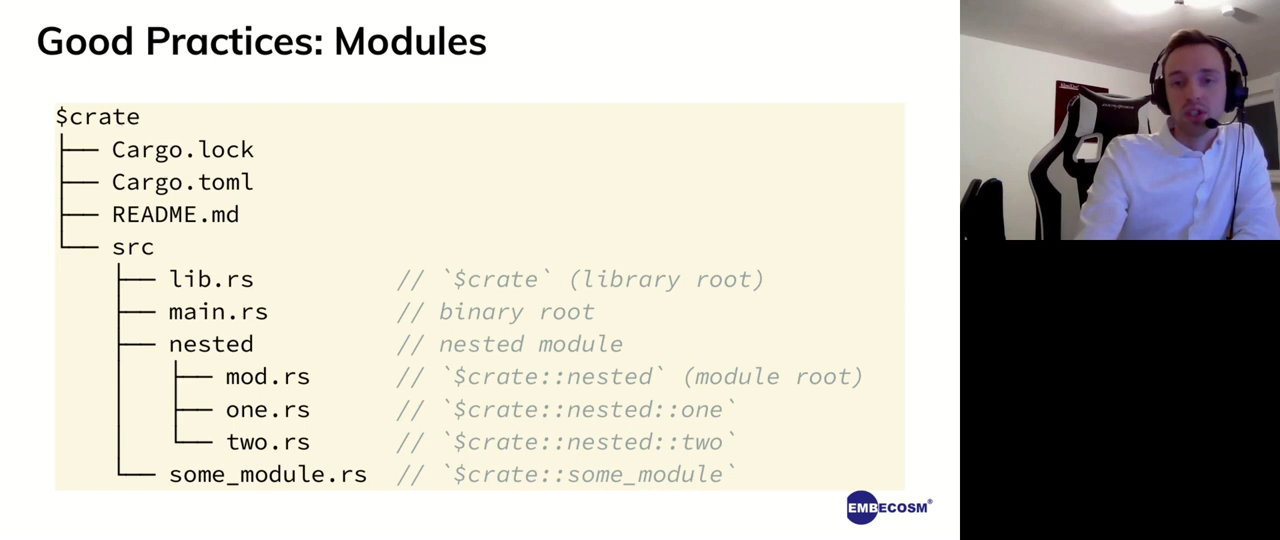 Good Practices: Modules
$crate
├── Cargo.lock
├── Cargo.toml
├── README.md
└── src
    ├── lib.rs // `$crate` (library root)
    ├── main.rs // binary root
    ├── nested // nested module
    │   ├── mod.rs // `$crate::nested` (module root)
    │   ├── one.rs // `$crate::nested::one`
    │   └── two.rs // `$crate::nested::two`
    └── some_module.rs // `$crate::some_module`
EMBECOSM®